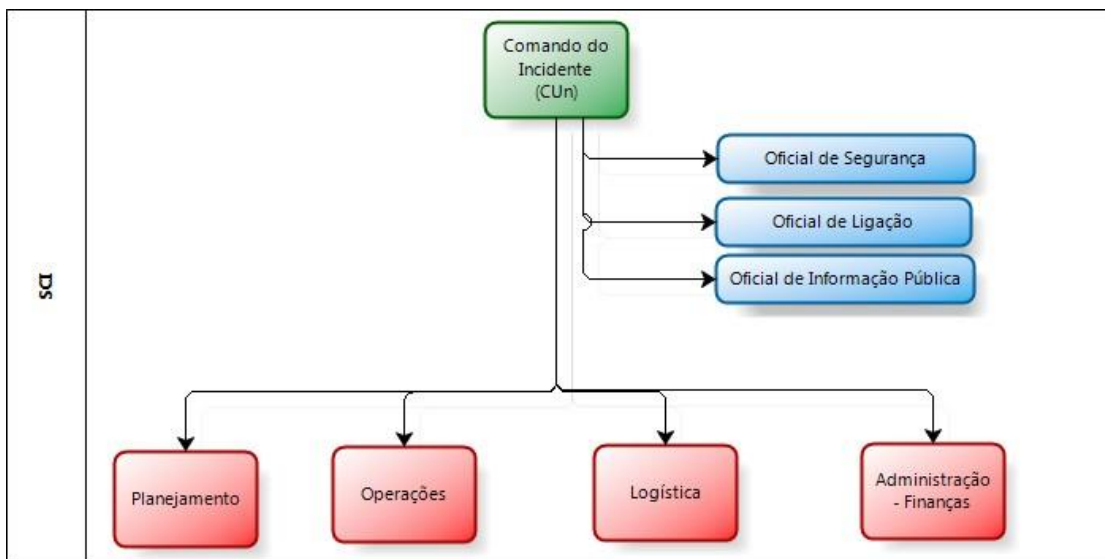 Comando do
Incidente
(CUn)
Oficial de Segurança
Oficial de Ligação
Oficial de Informação Pública
ICS
Planejamento
Operações
Logística
Administração
- Finanças